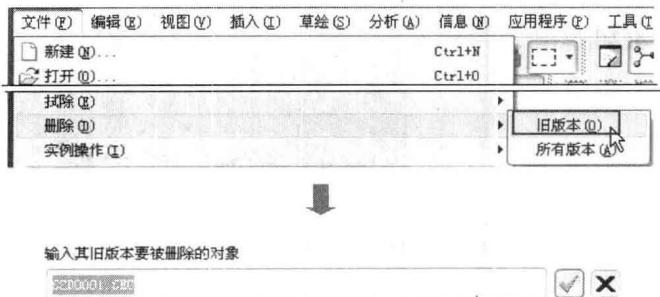 文件(F) 编辑(E) 视图(V) 插入(I) 草绘(S) 分析(A) 信息(N) 应用程序(P) 工具(T
新建(N)... Ctrl+N
打开(O)... Ctrl+O
拭除(E)
删除(D) 旧版本(O)
实例操作(I) 所有版本(A)
输入其旧版本要被删除的对象